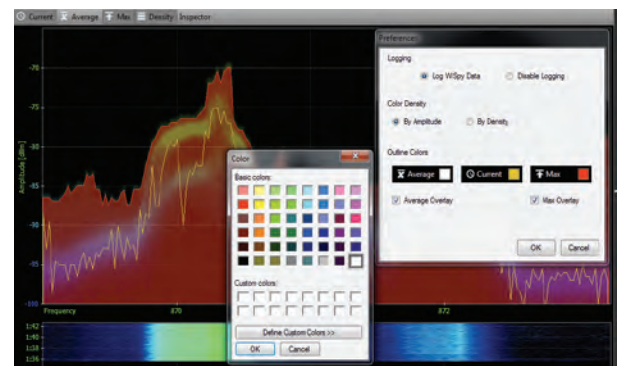 Current Average Max Density Inspector
Preferences
Logging
Log WiSpy Data Disable Logging
Color Density
By Amplitude By Density
Outline Colors
Average Current Max
Average Overlay Max Overlay
OK Cancel
Color
Basic colors:
Custom colors:
Define Custom Colors >>
OK Cancel
Amplitude [dBm]
-70
-75
-80
-85
-90
-95
-100
Frequency 870 872
1:42
1:40
1:38
1:36